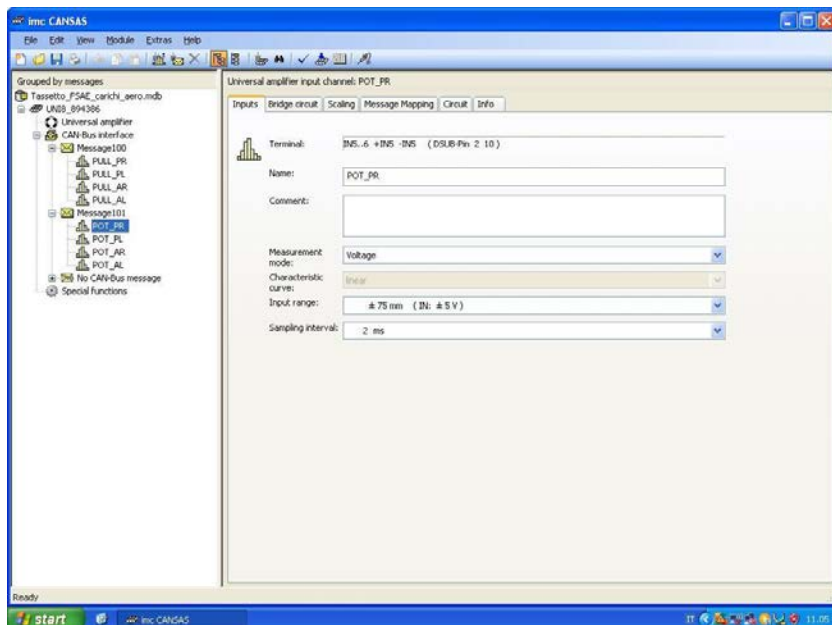 imc CANSAS
File Edit View Module Extras Help
Grouped by messages
Tassetto_FSAE_carichi_aero.mdb
UNI8_894386
Universal amplifier
CAN-Bus interface
Message100
PULL_PR
PULL_PL
PULL_AR
PULL_AL
Message101
POT_PR
POT_PL
POT_AR
POT_AL
No CAN-Bus message
Special functions
Universal amplifier input channel: POT_PR
Inputs Bridge circuit Scaling Message Mapping Circuit Info
Terminal: IN5..6 +IN5 -IN5 (DSUB-Pin 2 10)
Name: POT_PR
Comment:
Measurement mode: Voltage
Characteristic curve: linear
Input range: ± 75 mm (IN: ± 5 V)
Sampling interval: 2 ms
Ready
start imc CANSAS IT 11.05